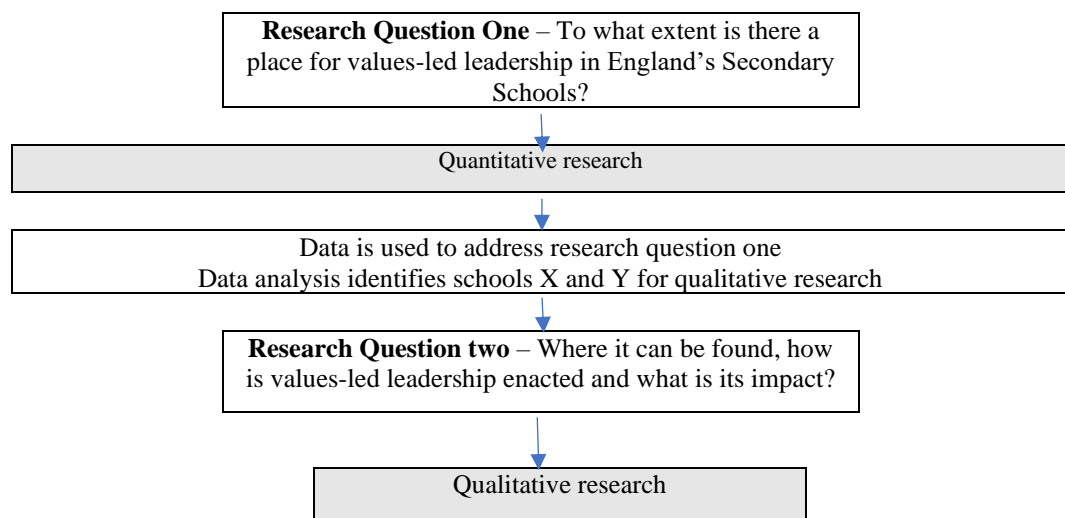 Research Question One – To what extent is there a
place for values-led leadership in England’s Secondary
Schools?
Quantitative research
Data is used to address research question one
Data analysis identifies schools X and Y for qualitative research
Research Question two – Where it can be found, how
is values-led leadership enacted and what is its impact?
Qualitative research